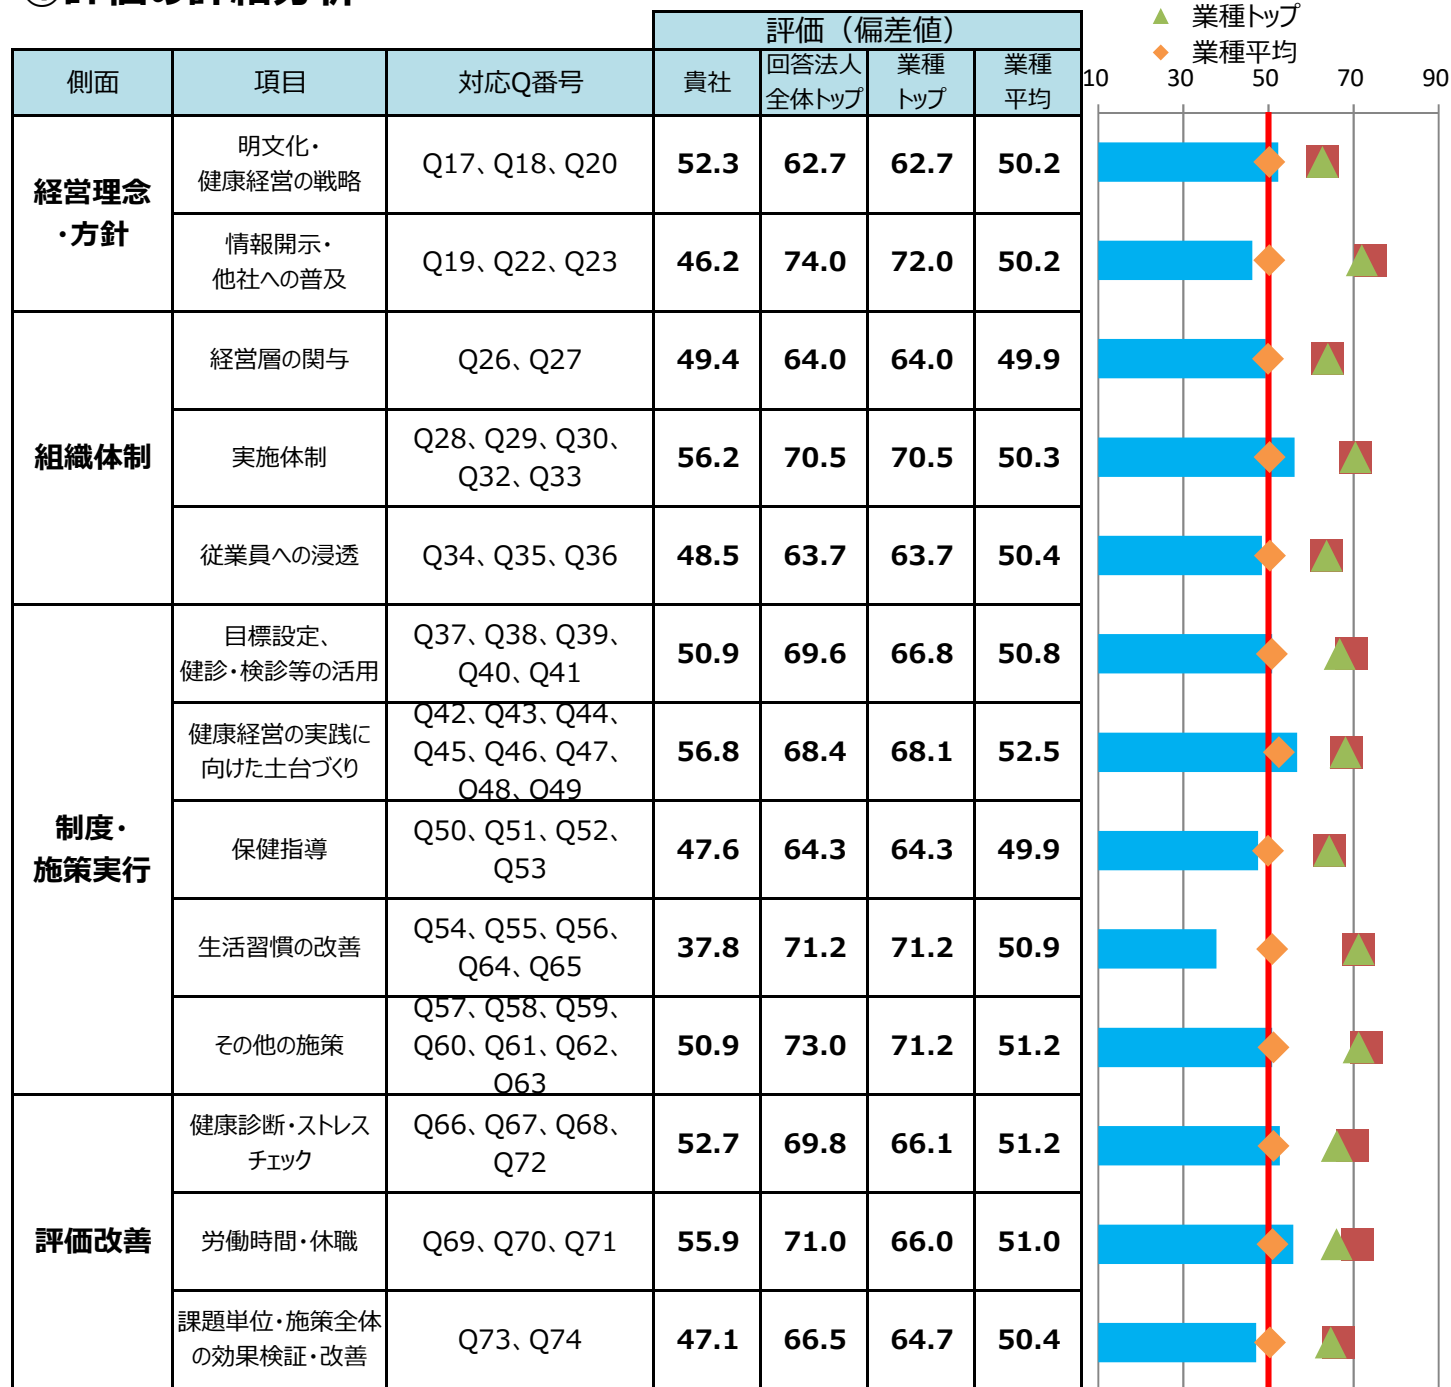 ①評価の詳細分析
▲ 業種トップ
◆ 業種平均
評価（偏差値）
側面 項目 対応Q番号 貴社 回答法人全体トップ 業種トップ 業種平均
10 30 50 70 90
経営理念・方針
明文化・健康経営の戦略 Q17、Q18、Q20 52.3 62.7 62.7 50.2
情報開示・他社への普及 Q19、Q22、Q23 46.2 74.0 72.0 50.2
組織体制
経営層の関与 Q26、Q27 49.4 64.0 64.0 49.9
実施体制 Q28、Q29、Q30、Q32、Q33 56.2 70.5 70.5 50.3
従業員への浸透 Q34、Q35、Q36 48.5 63.7 63.7 50.4
制度・施策実行
目標設定、健診・検診等の活用 Q37、Q38、Q39、Q40、Q41 50.9 69.6 66.8 50.8
健康経営の実践に向けた土台づくり Q42、Q43、Q44、Q45、Q46、Q47、Q48、Q49 56.8 68.4 68.1 52.5
保健指導 Q50、Q51、Q52、Q53 47.6 64.3 64.3 49.9
生活習慣の改善 Q54、Q55、Q56、Q64、Q65 37.8 71.2 71.2 50.9
その他の施策 Q57、Q58、Q59、Q60、Q61、Q62、Q63 50.9 73.0 71.2 51.2
評価改善
健康診断・ストレスチェック Q66、Q67、Q68、Q72 52.7 69.8 66.1 51.2
労働時間・休職 Q69、Q70、Q71 55.9 71.0 66.0 51.0
課題単位・施策全体の効果検証・改善 Q73、Q74 47.1 66.5 64.7 50.4